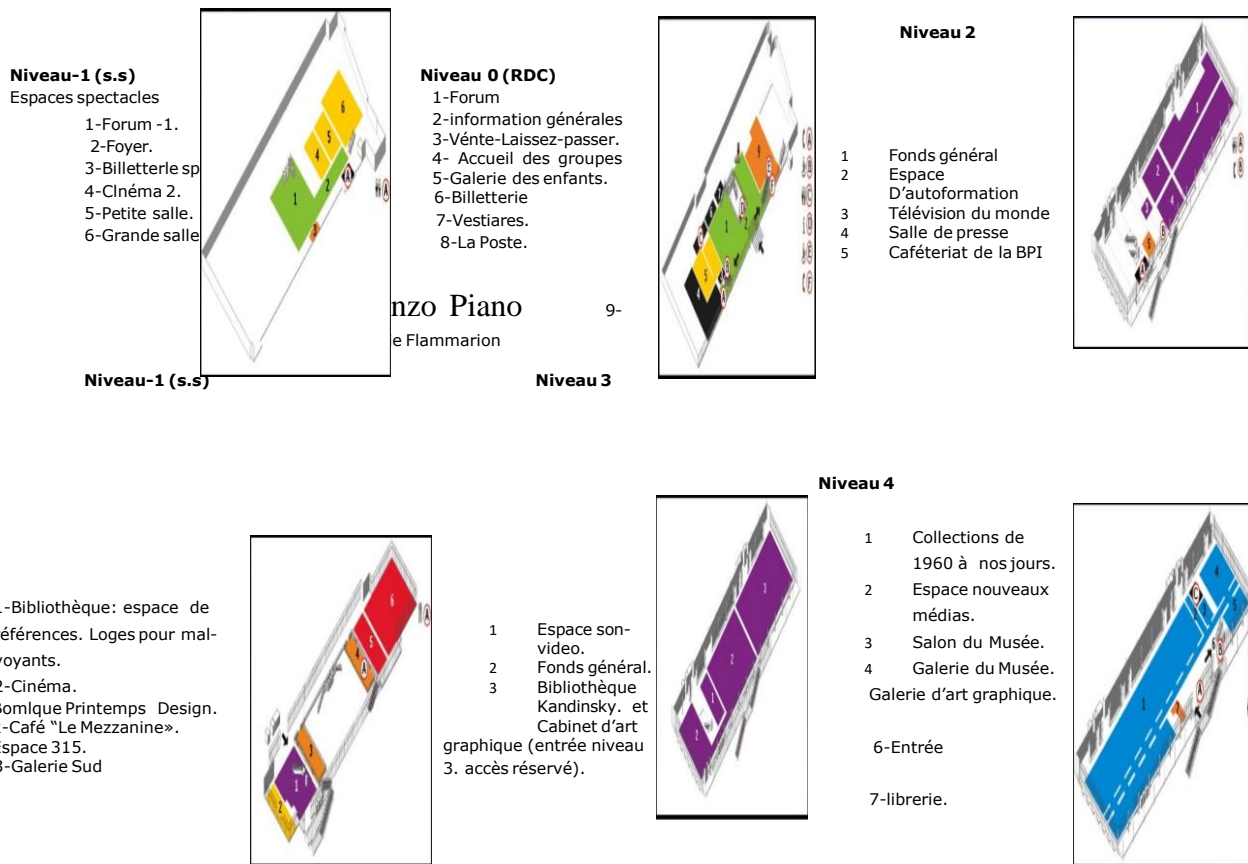 Niveau-1 (s.s)
Espaces spectacles
1-Forum -1.
2-Foyer.
3-Billetterle sp
4-Clnéma 2.
5-Petite salle.
6-Grande salle
Niveau 0 (RDC)
1-Forum
2-information générales
3-Vénte-Laissez-passer.
4- Accueil des groupes
5-Galerie des enfants.
6-Billetterie
7-Vestiares.
8-La Poste.
nzo Piano 9-
e Flammarion
Niveau 2
1 Fonds général
2 Espace
D'autoformation
3 Télévision du monde
4 Salle de presse
5 Caféteriat de la BPI
Niveau-1 (s.s)
-Bibliothèque: espace de
références. Loges pour mal-
voyants.
2-Cinéma.
Bomlque Printemps Design.
-Café “Le Mezzanine».
Espace 315.
3-Galerie Sud
Niveau 3
1 Espace son-
video.
2 Fonds général.
3 Bibliothèque
Kandinsky. et
Cabinet d’art
graphique (entrée niveau
3. accès réservé).
Niveau 4
1 Collections de
1960 à nos jours.
2 Espace nouveaux
médias.
3 Salon du Musée.
4 Galerie du Musée.
Galerie d’art graphique.
6-Entrée
7-librerie.